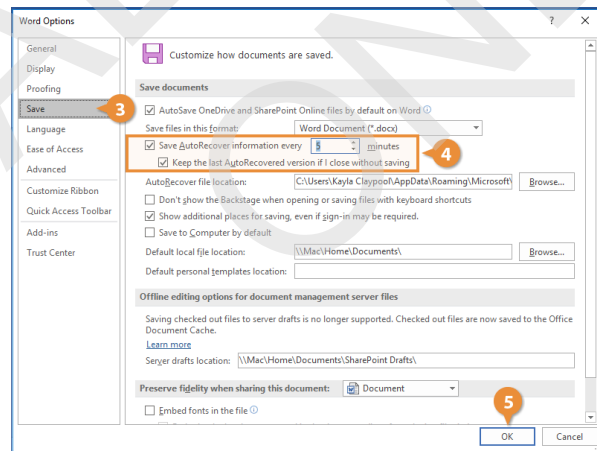 Word Options ? ×
General
Display
Proofing
Save
Language
Ease of Access
Advanced
Customize Ribbon
Quick Access Toolbar
Add-ins
Trust Center
Customize how documents are saved.
Save documents
AutoSave OneDrive and SharePoint Online files by default on Word
Save files in this format: Word Document (*.docx)
Save AutoRecover information every 5 minutes
Keep the last AutoRecovered version if I close without saving
AutoRecover file location: C:\Users\Kayla Claypool\AppData\Roaming\Microsoft\ Browse...
Don't show the Backstage when opening or saving files with keyboard shortcuts
Show additional places for saving, even if sign-in may be required.
Save to Computer by default
Default local file location: \\Mac\Home\Documents\ Browse...
Default personal templates location:
Offline editing options for document management server files
Saving checked out files to server drafts is no longer supported. Checked out files are now saved to the Office
Document Cache.
Learn more
Server drafts location: \\Mac\Home\Documents\SharePoint Drafts\
Preserve fidelity when sharing this document: Document
Embed fonts in the file
OK Cancel
3
4
5